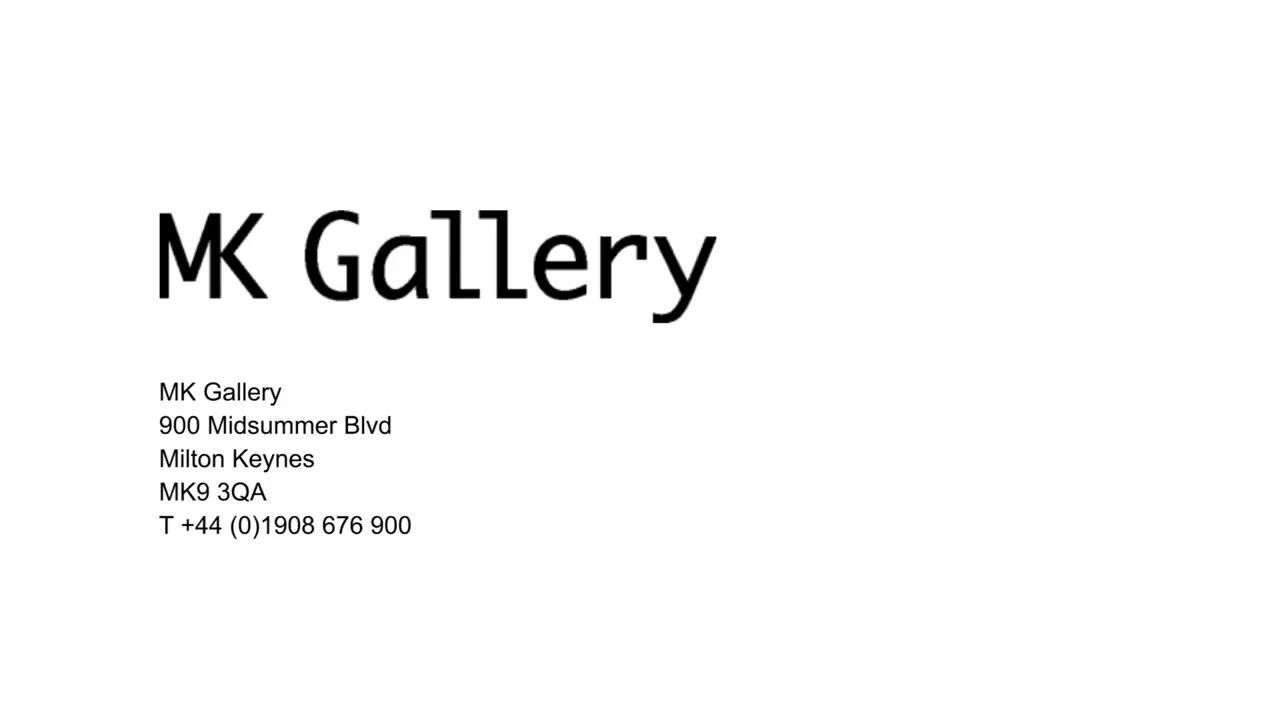 MK Gallery
MK Gallery
900 Midsummer Blvd
Milton Keynes
MK9 3QA
T +44 (0)1908 676 900